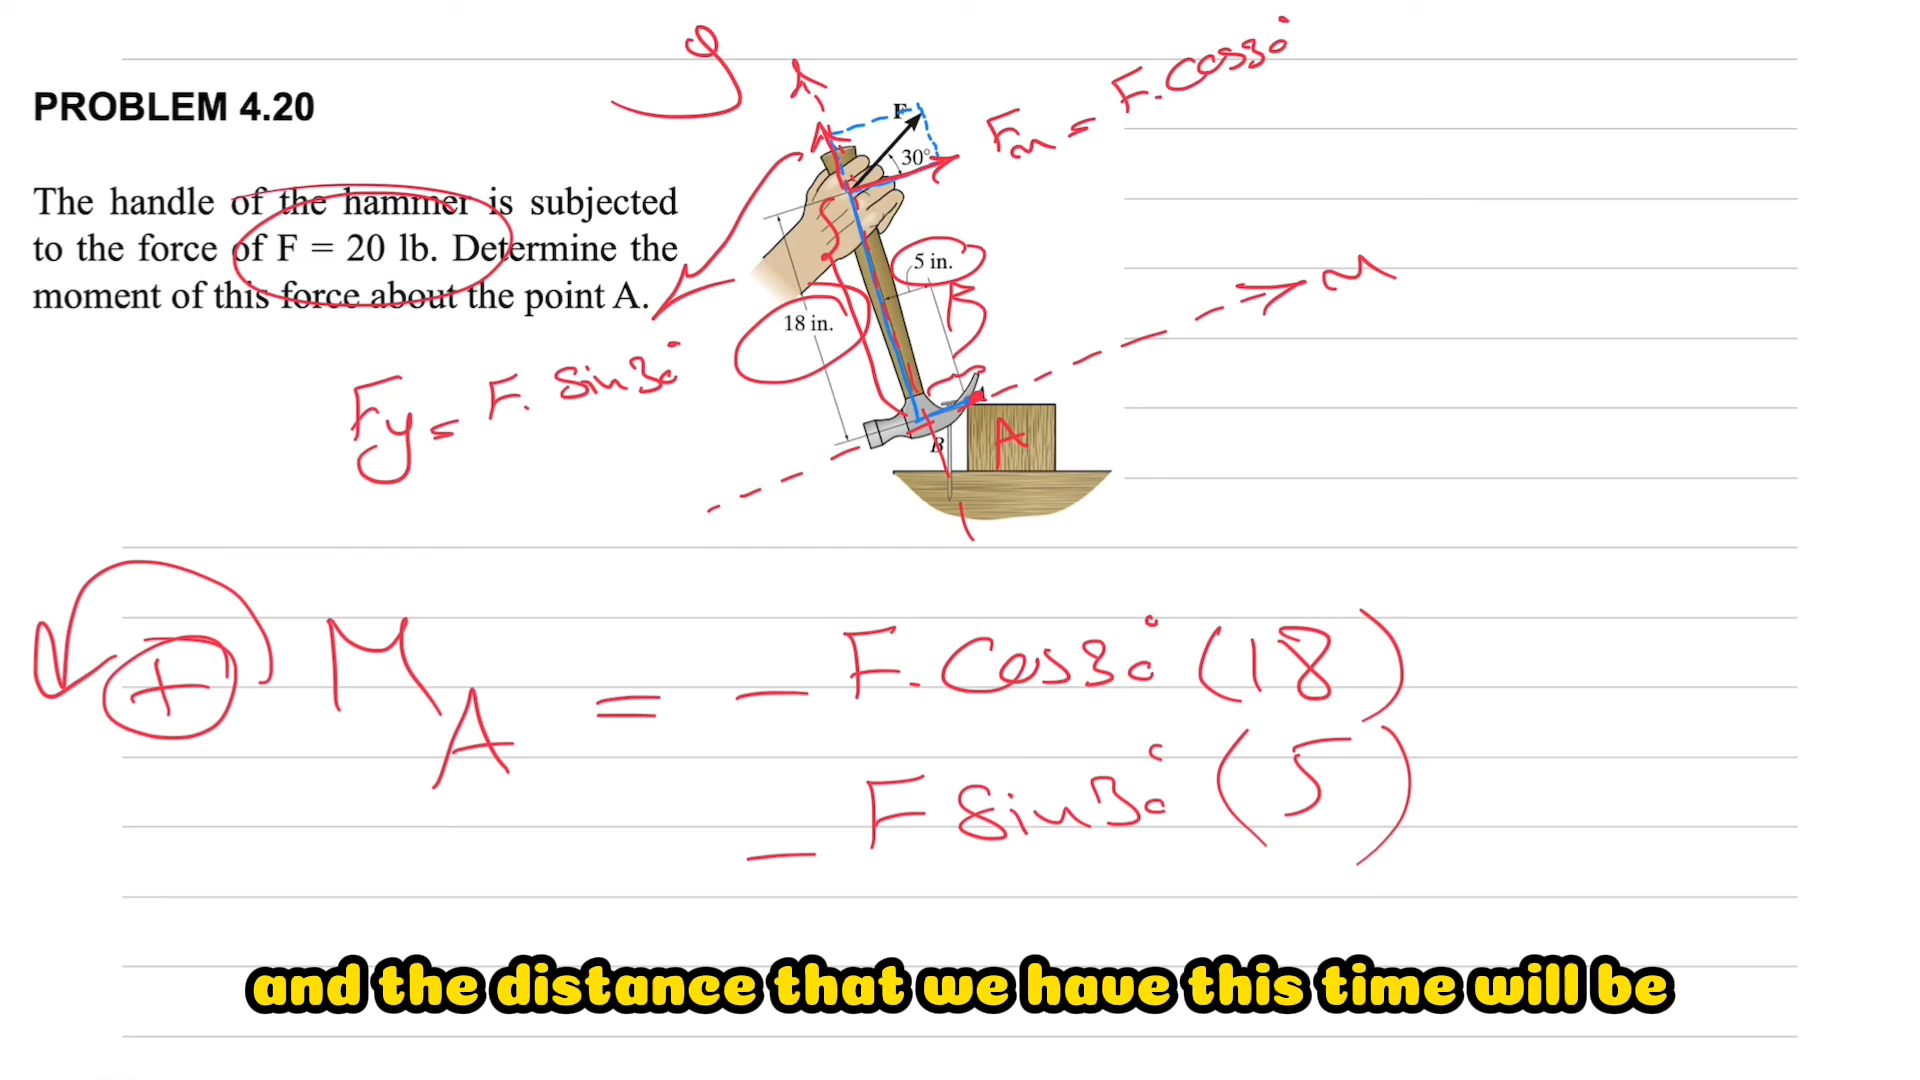 PROBLEM 4.20
The handle of the hammer is subjected
to the force of F = 20 lb. Determine the
moment of this force about the point A.
y
F
30°
F = F. Cos30°
5 in.
18 in.
Fy = F. Sin30°
A
B
+ M_A = - F. Cos30° (18)
- F Sin30° (5)
and the distance that we have this time will be